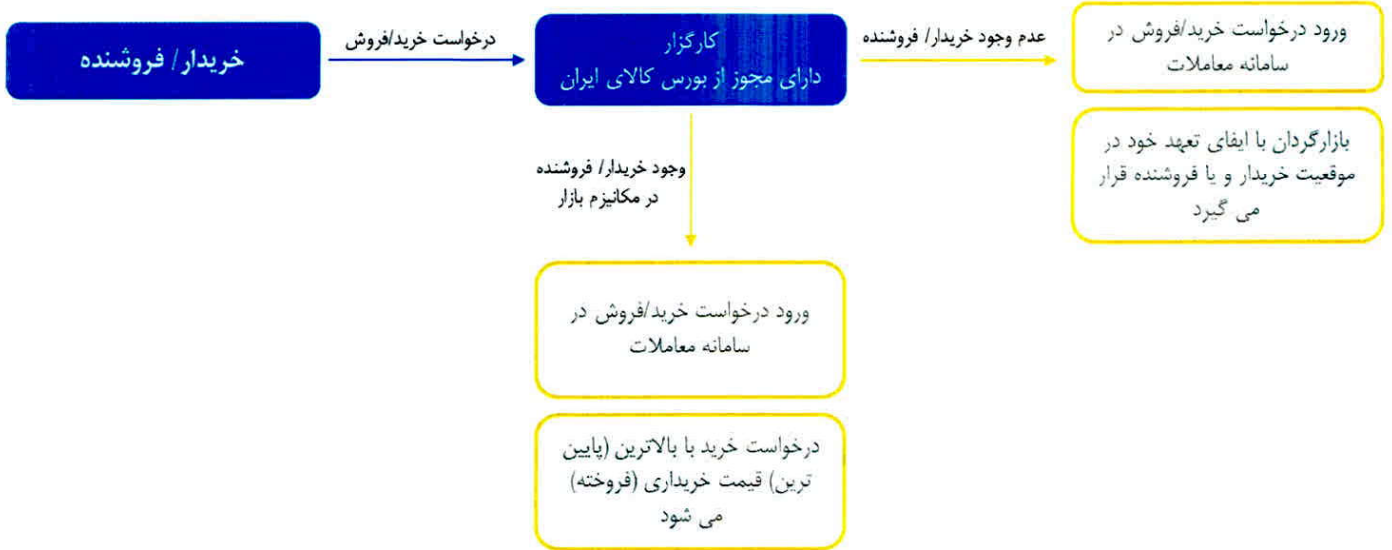 خریدار/ فروشنده
درخواست خرید/فروش
کارگزار
دارای مجوز از بورس کالای ایران
عدم وجود خریدار/ فروشنده
ورود درخواست خرید/فروش در
سامانه معاملات
بازارگردان با ایفای تعهد خود در
موقعیت خریدار و یا فروشنده قرار
می گیرد
وجود خریدار/ فروشنده
در مکانیزم بازار
ورود درخواست خرید/فروش در
سامانه معاملات
درخواست خرید با بالاترین (پایین
ترین) قیمت خریداری (فروخته)
می شود